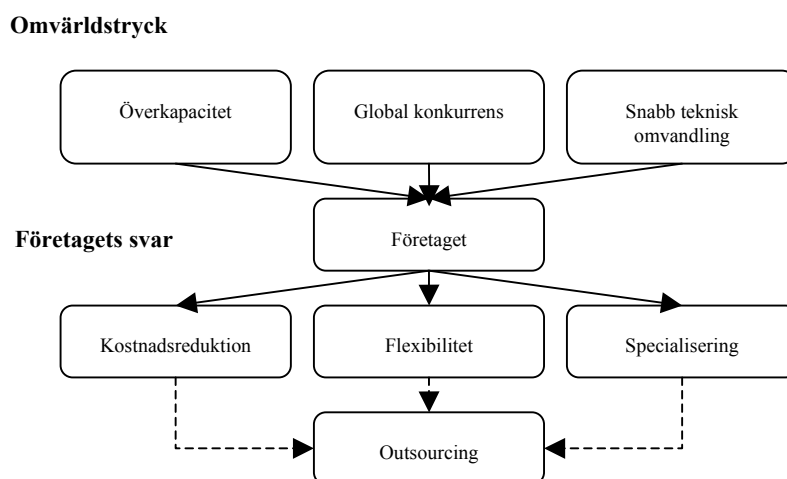 Omvärldstryck
Överkapacitet
Global konkurrens
Snabb teknisk
omvandling
Företagets svar
Företaget
Kostnadsreduktion
Flexibilitet
Specialisering
Outsourcing